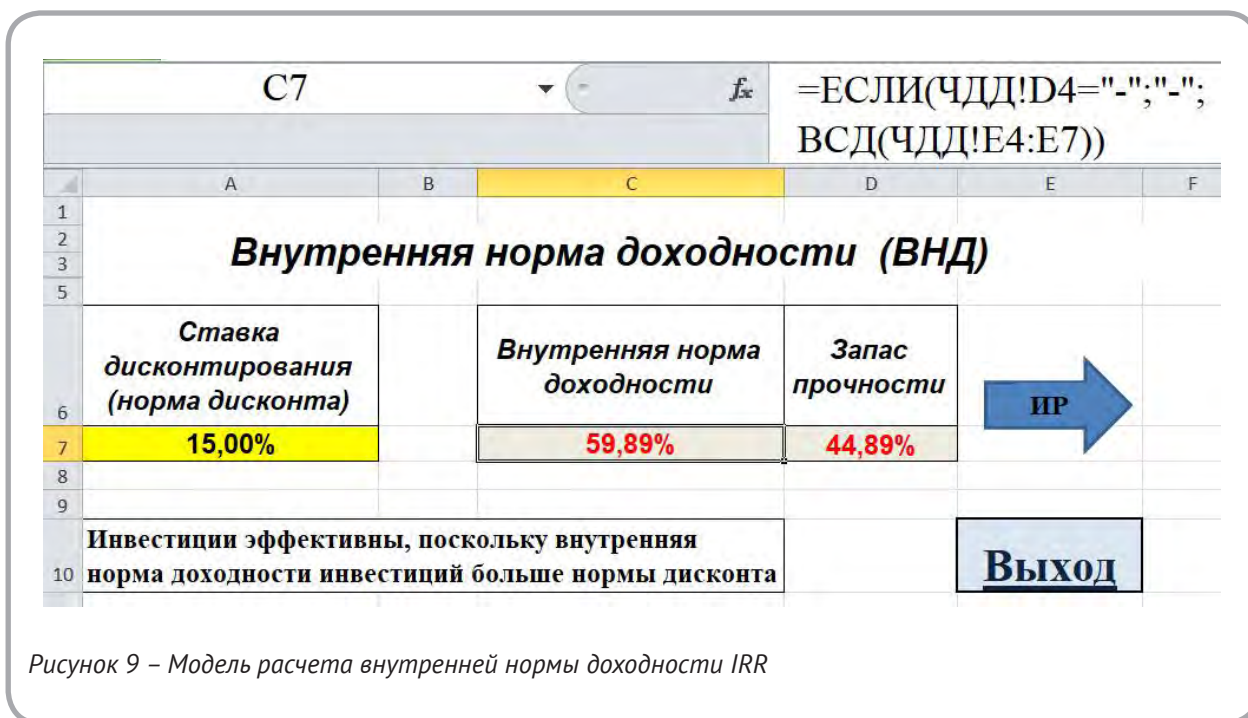 C7 fx =ЕСЛИ(ЧДД!D4="-";"-";
ВСД(ЧДД!E4:E7))
A B C D E F
1
2
3
Внутренняя норма доходности (ВНД)
5
Ставка
дисконтирования
(норма дисконта)
Внутренняя норма
доходности
Запас
прочности
ИР
6
7 15,00% 59,89% 44,89%
8
9
Инвестиции эффективны, поскольку внутренняя
10 норма доходности инвестиций больше нормы дисконта
Выход
Рисунок 9 – Модель расчета внутренней нормы доходности IRR